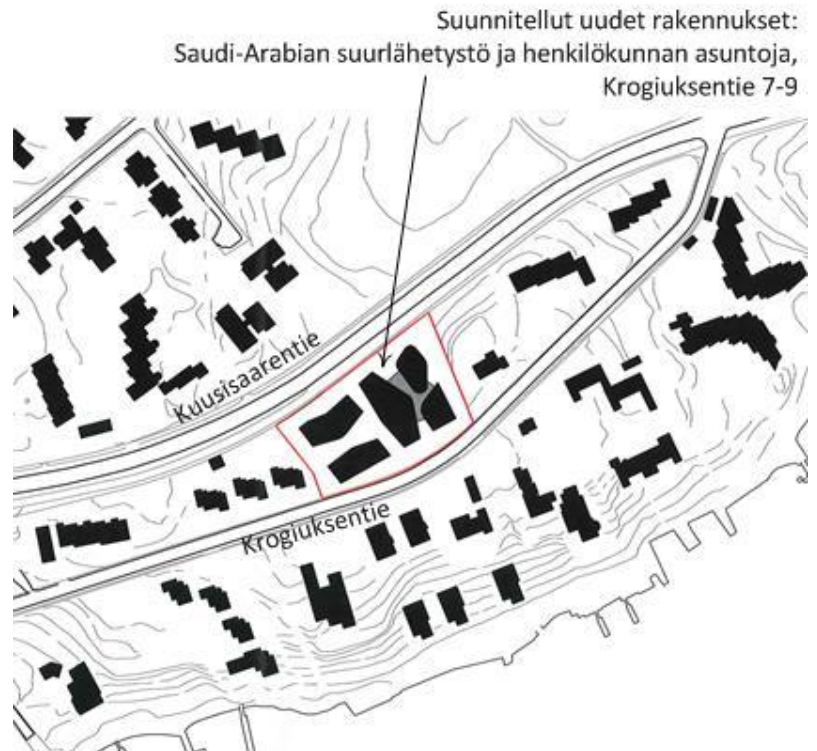 Suunnitellut uudet rakennukset:
Saudi-Arabian suurlähetystö ja henkilökunnan asuntoja,
Krogiuksentie 7-9
Kuusisaarentie
Krogiuksentie